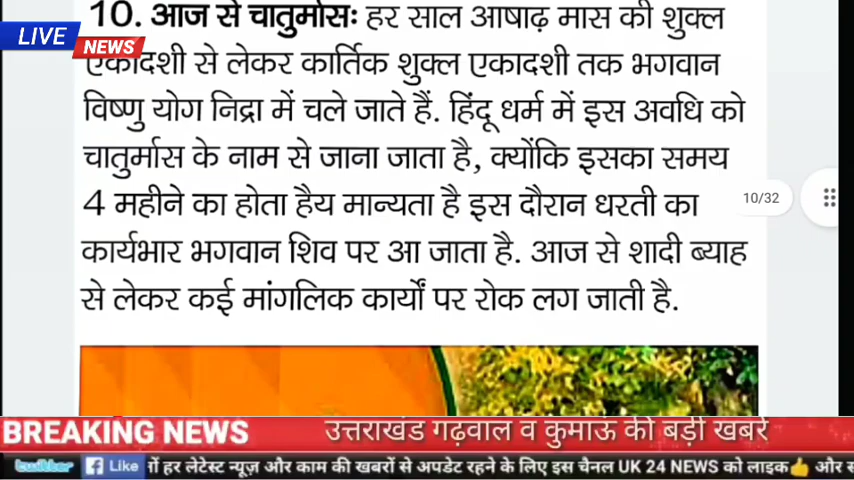 10. आज से चातुर्मासः हर साल आषाढ़ मास की शुक्ल
LIVE
NEWS
एकादशी से लेकर कार्तिक शुक्ल एकादशी तक भगवान
विष्णु योग निद्रा में चले जाते हैं. हिंदू धर्म में इस अवधि को
चातुर्मास के नाम से जाना जाता है, क्योंकि इसका समय
4 महीने का होता हैय मान्यता है इस दौरान धरती का
10/32
कार्यभार भगवान शिव पर आ जाता है. आज से शादी ब्याह
से लेकर कई मांगलिक कार्यों पर रोक लग जाती है.
BREAKING NEWS
उत्तराखंड गढ़वाल व कुमाऊ की बड़ी खबरें
twitter
Like
हर लेटेस्ट न्यूज़ और काम की खबरों से अपडेट रहने के लिए इस चैनल UK 24 NEWS को लाइक👍 और